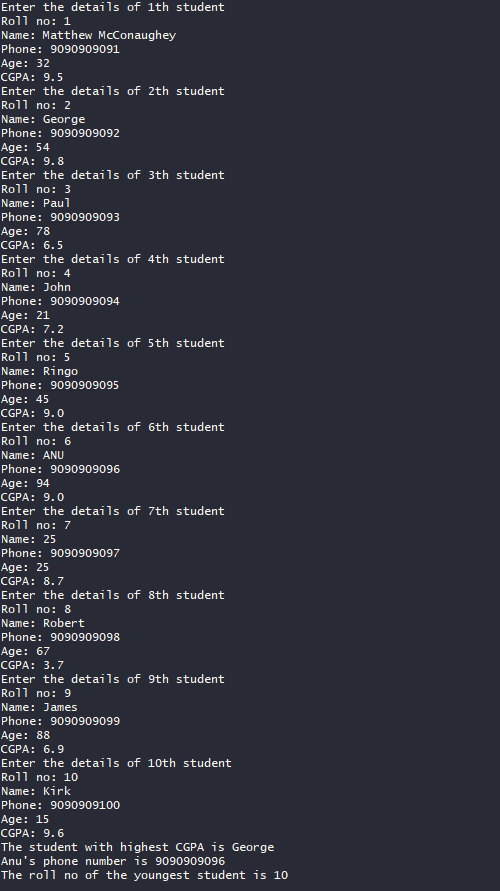 Enter the details of 1th student
Roll no: 1
Name: Matthew McConaughey
Phone: 9090909091
Age: 32
CGPA: 9.5
Enter the details of 2th student
Roll no: 2
Name: George
Phone: 9090909092
Age: 54
CGPA: 9.8
Enter the details of 3th student
Roll no: 3
Name: Paul
Phone: 9090909093
Age: 78
CGPA: 6.5
Enter the details of 4th student
Roll no: 4
Name: John
Phone: 9090909094
Age: 21
CGPA: 7.2
Enter the details of 5th student
Roll no: 5
Name: Ringo
Phone: 9090909095
Age: 45
CGPA: 9.0
Enter the details of 6th student
Roll no: 6
Name: ANU
Phone: 9090909096
Age: 94
CGPA: 9.0
Enter the details of 7th student
Roll no: 7
Name: 25
Phone: 9090909097
Age: 25
CGPA: 8.7
Enter the details of 8th student
Roll no: 8
Name: Robert
Phone: 9090909098
Age: 67
CGPA: 3.7
Enter the details of 9th student
Roll no: 9
Name: James
Phone: 9090909099
Age: 88
CGPA: 6.9
Enter the details of 10th student
Roll no: 10
Name: Kirk
Phone: 9090909100
Age: 15
CGPA: 9.6
The student with highest CGPA is George
Anu's phone number is 9090909096
The roll no of the youngest student is 10